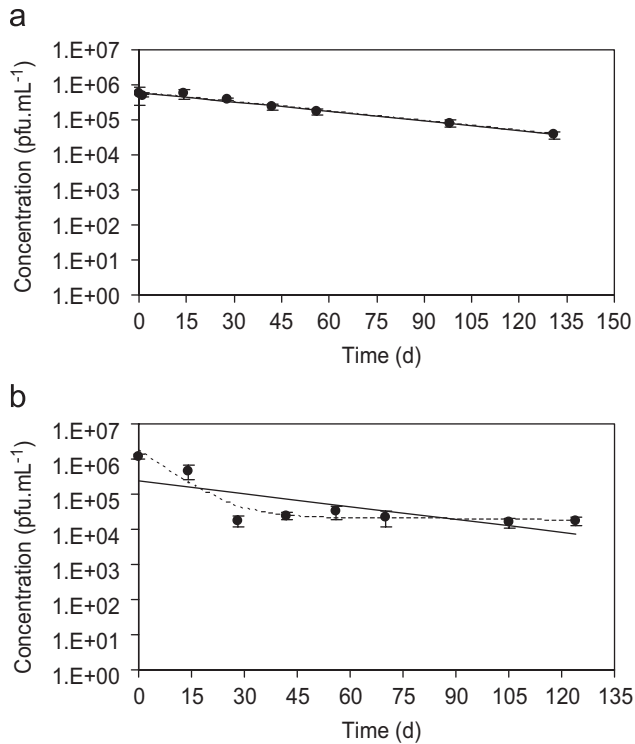 a
Concentration (pfu.mL⁻¹)
1.E+07
1.E+06
1.E+05
1.E+04
1.E+03
1.E+02
1.E+01
1.E+00
0 15 30 45 60 75 90 105 120 135 150
Time (d)
b
Concentration (pfu.mL⁻¹)
1.E+07
1.E+06
1.E+05
1.E+04
1.E+03
1.E+02
1.E+01
1.E+00
0 15 30 45 60 75 90 105 120 135
Time (d)